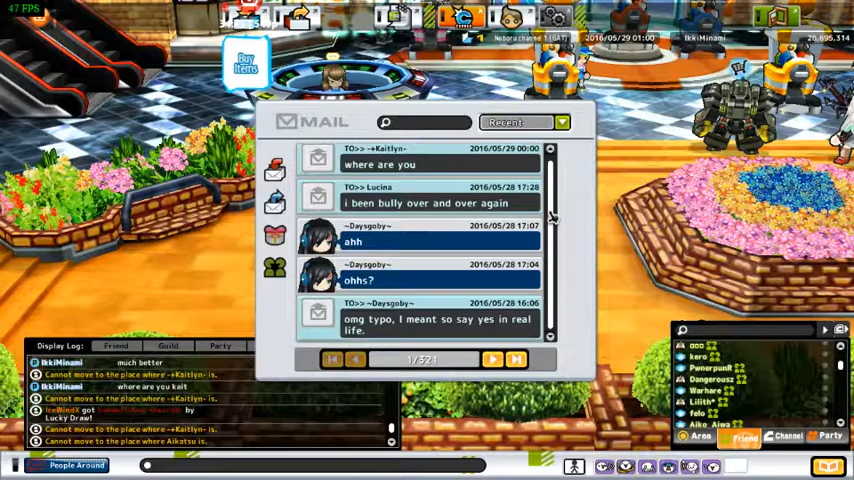 47 FPS
Noboru channel 1 (GAT)
2016/05/29 01:00
IkkiMinami
Buy
Items
MAIL
Recent
TO>> -+Kaitlyn-
2016/05/29 00:00
where are you
TO>> Lucina
2016/05/28 17:28
i been bully over and over again
~Daysgoby~
2016/05/28 17:07
ahh
~Daysgoby~
2016/05/28 17:04
ohhs?
TO>> ~Daysgoby~
2016/05/28 16:06
omg typo, I meant so say yes in real
life.
1/321
Display Log:
Friend
Guild
Party
IkkiMinami much better
Cannot move to the place where -+Kaitlyn- is.
IkkiMinami where are you kait
Cannot move to the place where -+Kaitlyn- is.
IceWindX got
by
Lucky Draw!
Cannot move to the place where -+Kaitlyn- is.
Cannot move to the place where Aikatsu is.
kero
PwnerpunR
Dangerousz
Warhare
Lilith*
felo
Aiko_Aiwa
Area
Friend
Channel
Party
People Around